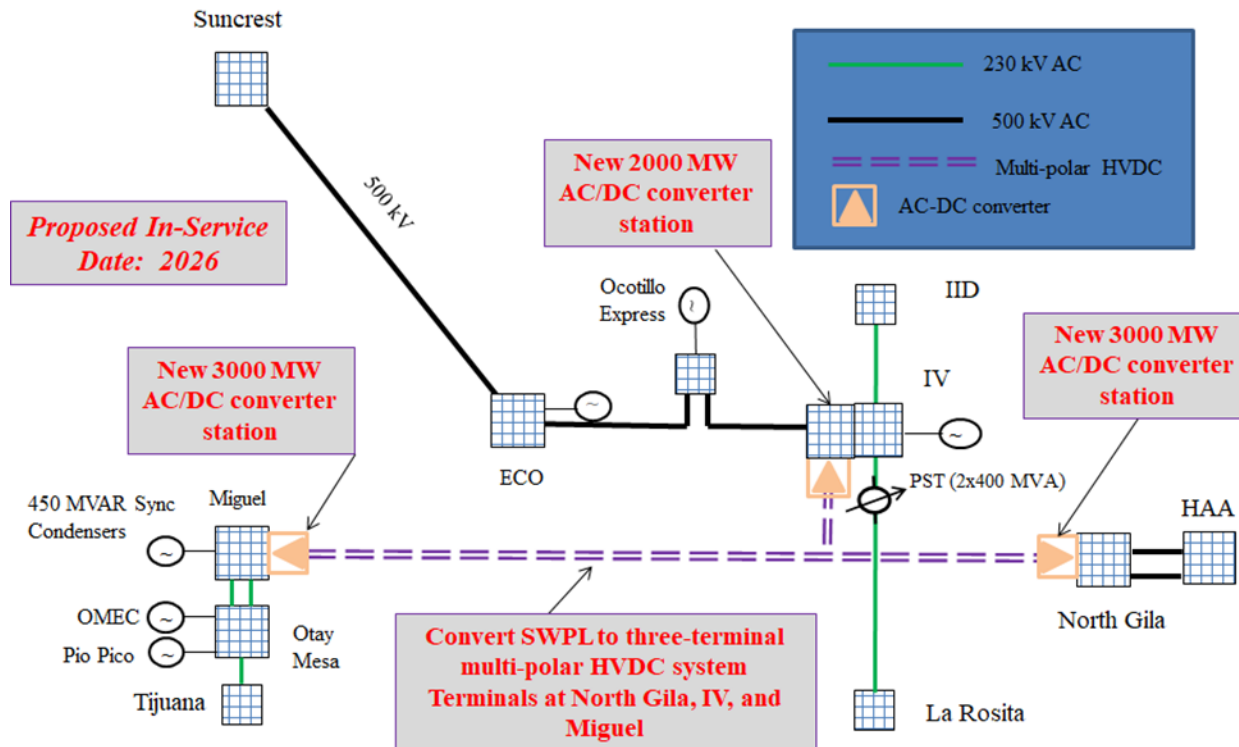 Suncrest
230 kV AC
500 kV AC
Multi-polar HVDC
AC-DC converter
New 2000 MW
AC/DC converter
station
500 kV
Proposed In-Service
Date: 2026
Ocotillo
Express
~
IID
New 3000 MW
AC/DC converter
station
New 3000 MW
AC/DC converter
station
IV
~
~
ECO
PST (2x400 MVA)
HAA
450 MVAR Sync
Condensers
Miguel
~
North Gila
OMEC
~
Pio Pico
~
Otay
Mesa
Convert SWPL to three-terminal
multi-polar HVDC system
Terminals at North Gila, IV, and
Miguel
Tijuana
La Rosita